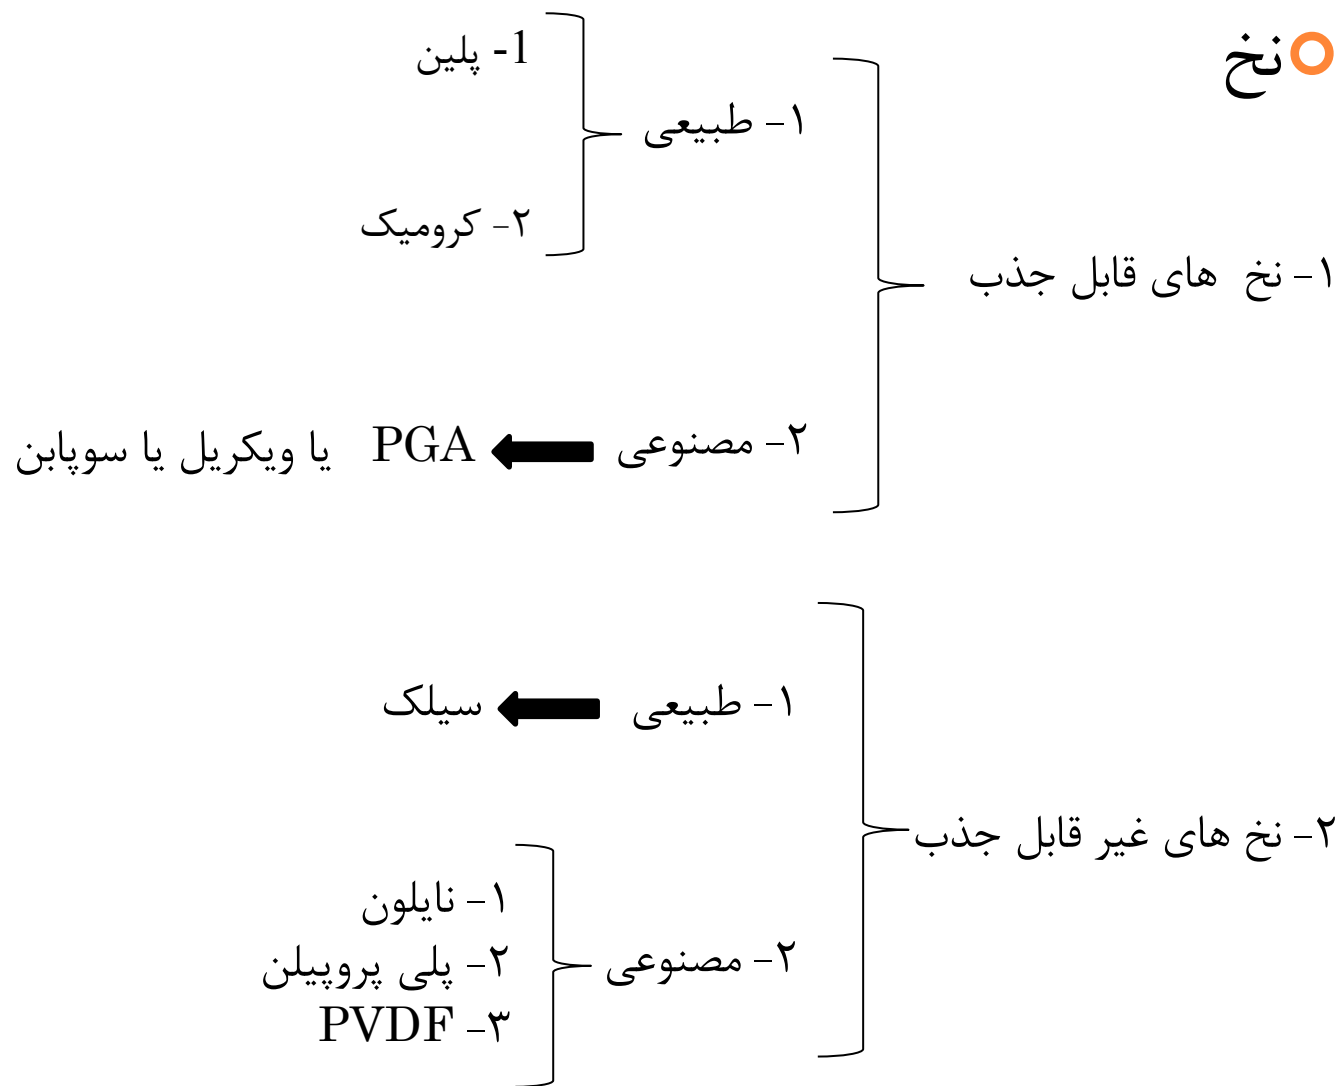 نخ
1- پلین
۱- طبیعی
۲- کرومیک
۱- نخ های قابل جذب
۲- مصنوعی PGA یا ویکریل یا سوپابن
۱- طبیعی سیلک
۲- نخ های غیر قابل جذب
۱- نایلون
۲- مصنوعی
۲- پلی پروپیلن
۳- PVDF